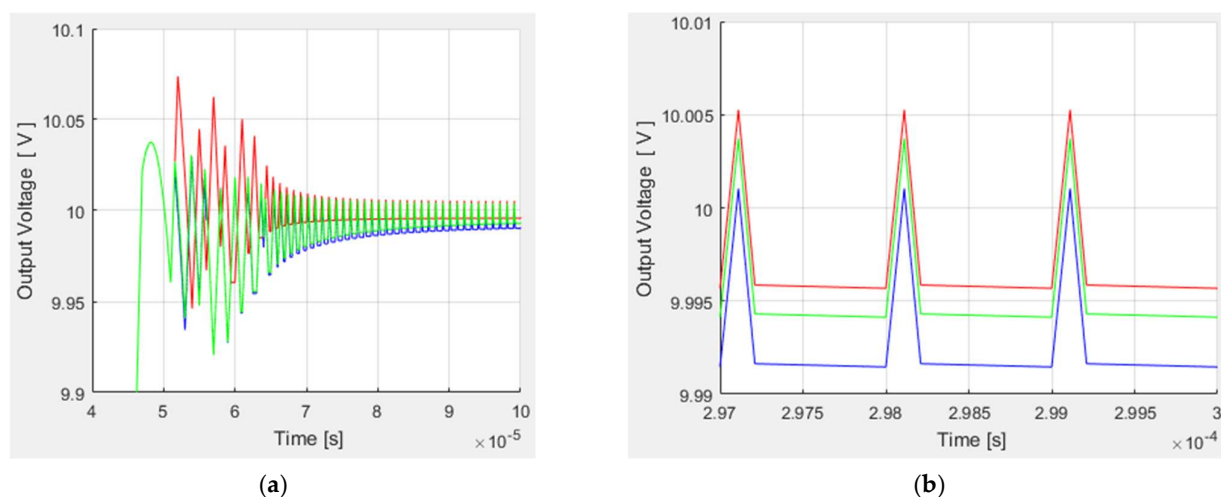 10.1
10.05
10
9.95
9.9
Output Voltage [ V ]
4 5 6 7 8 9 10
Time [s]
× 10-5
(a)
10.01
10.005
10
9.995
9.99
Output Voltage [ V ]
2.97 2.975 2.98 2.985 2.99 2.995 3
Time [s]
× 10-4
(b)